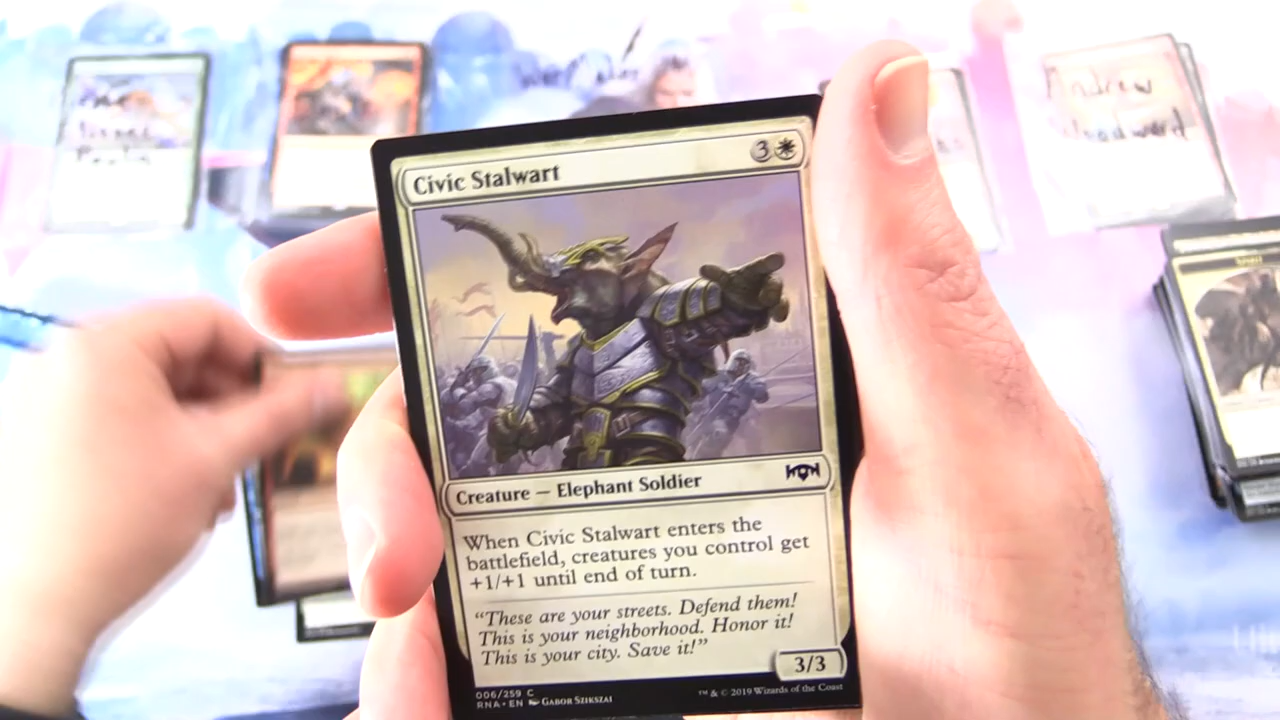 Andrew
Woodward
Civic Stalwart
3
Creature — Elephant Soldier
When Civic Stalwart enters the
battlefield, creatures you control get
+1/+1 until end of turn.
“These are your streets. Defend them!
This is your neighborhood. Honor it!
This is your city. Save it!”
3/3
006/259 C
RNA • EN GABOR SZIKSZAI
™ & © 2019 Wizards of the Coast